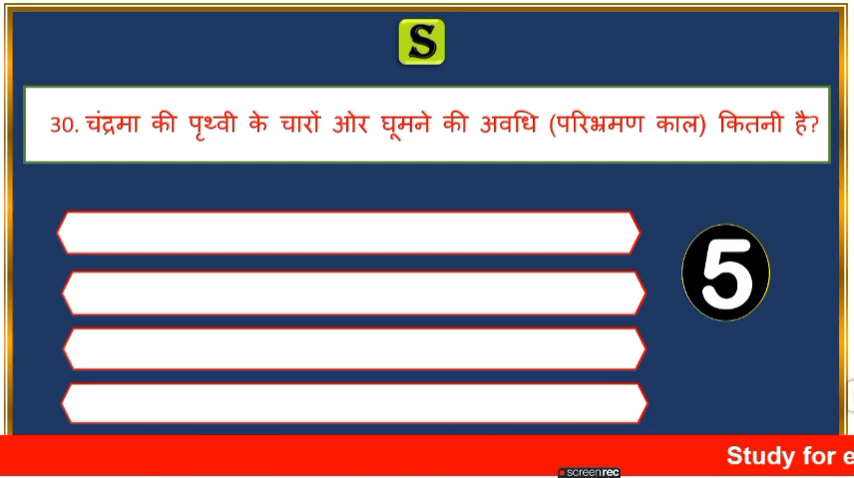 S
30. चंद्रमा की पृथ्वी के चारों ओर घूमने की अवधि (परिभ्रमण काल) कितनी है?
5
Study for e
screenrec